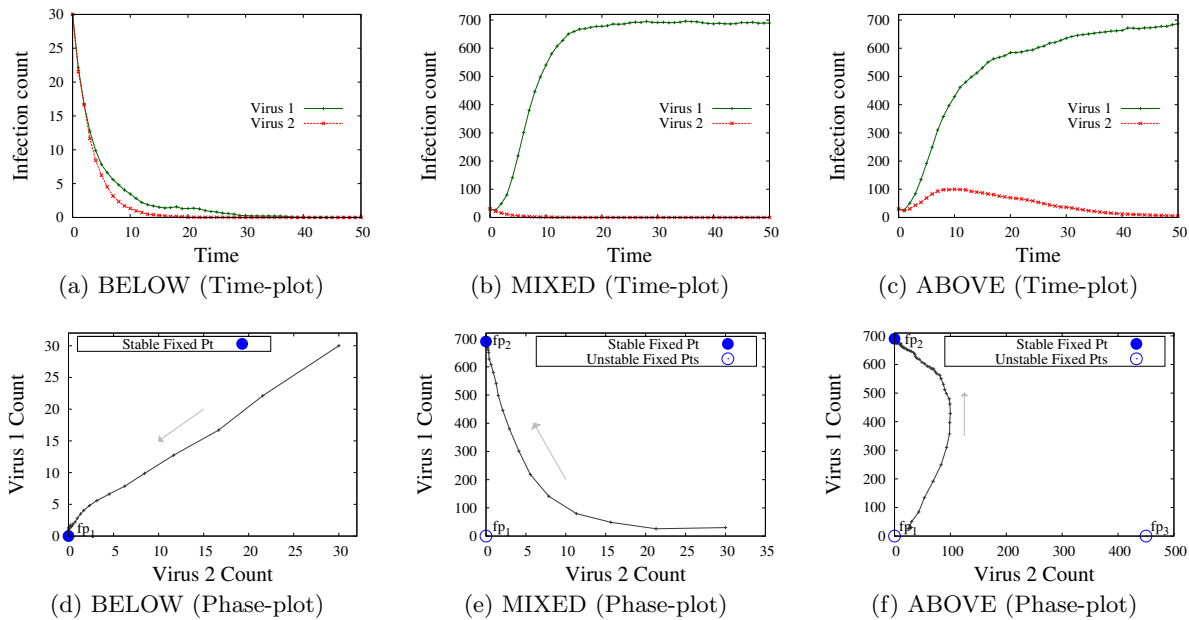 30
25
20
15
10
5
0
Infection count
Virus 1
Virus 2
0 10 20 30 40 50
Time
(a) BELOW (Time-plot)
700
600
500
400
300
200
100
0
Infection count
Virus 1
Virus 2
0 10 20 30 40 50
Time
(b) MIXED (Time-plot)
700
600
500
400
300
200
100
0
Infection count
Virus 1
Virus 2
0 10 20 30 40 50
Time
(c) ABOVE (Time-plot)
Stable Fixed Pt
35
30
25
20
15
10
5
0
Virus 1 Count
fp1
0 5 10 15 20 25 30
Virus 2 Count
(d) BELOW (Phase-plot)
Stable Fixed Pt
Unstable Fixed Pts
700
600
500
400
300
200
100
0
Virus 1 Count
fp2
fp1
0 5 10 15 20 25 30 35
Virus 2 Count
(e) MIXED (Phase-plot)
Stable Fixed Pt
Unstable Fixed Pts
700
600
500
400
300
200
100
0
Virus 1 Count
fp2
fp1
fp3
0 100 200 300 400 500
Virus 2 Count
(f) ABOVE (Phase-plot)